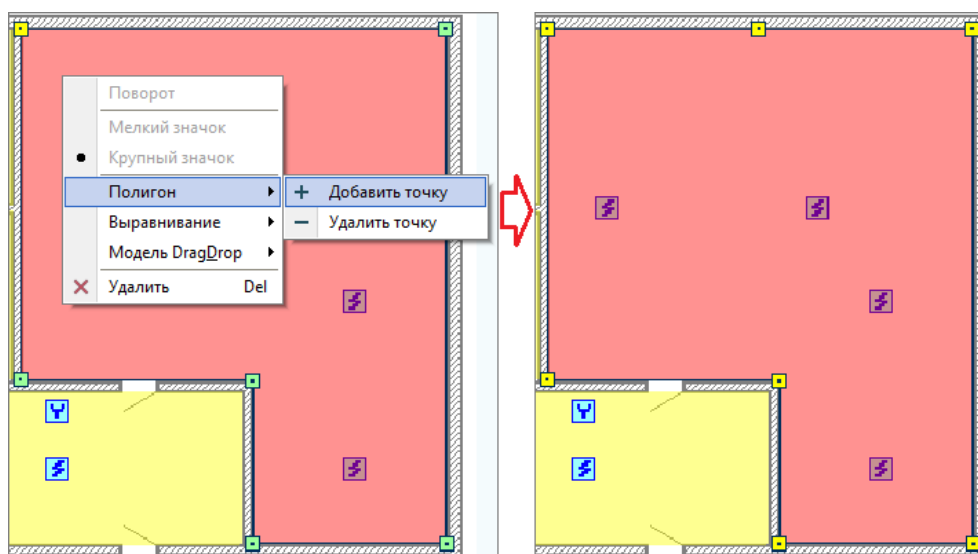 Поворот
Мелкий значок
Крупный значок
Полигон
Добавить точку
Выравнивание
Удалить точку
Модель DragDrop
Удалить Del